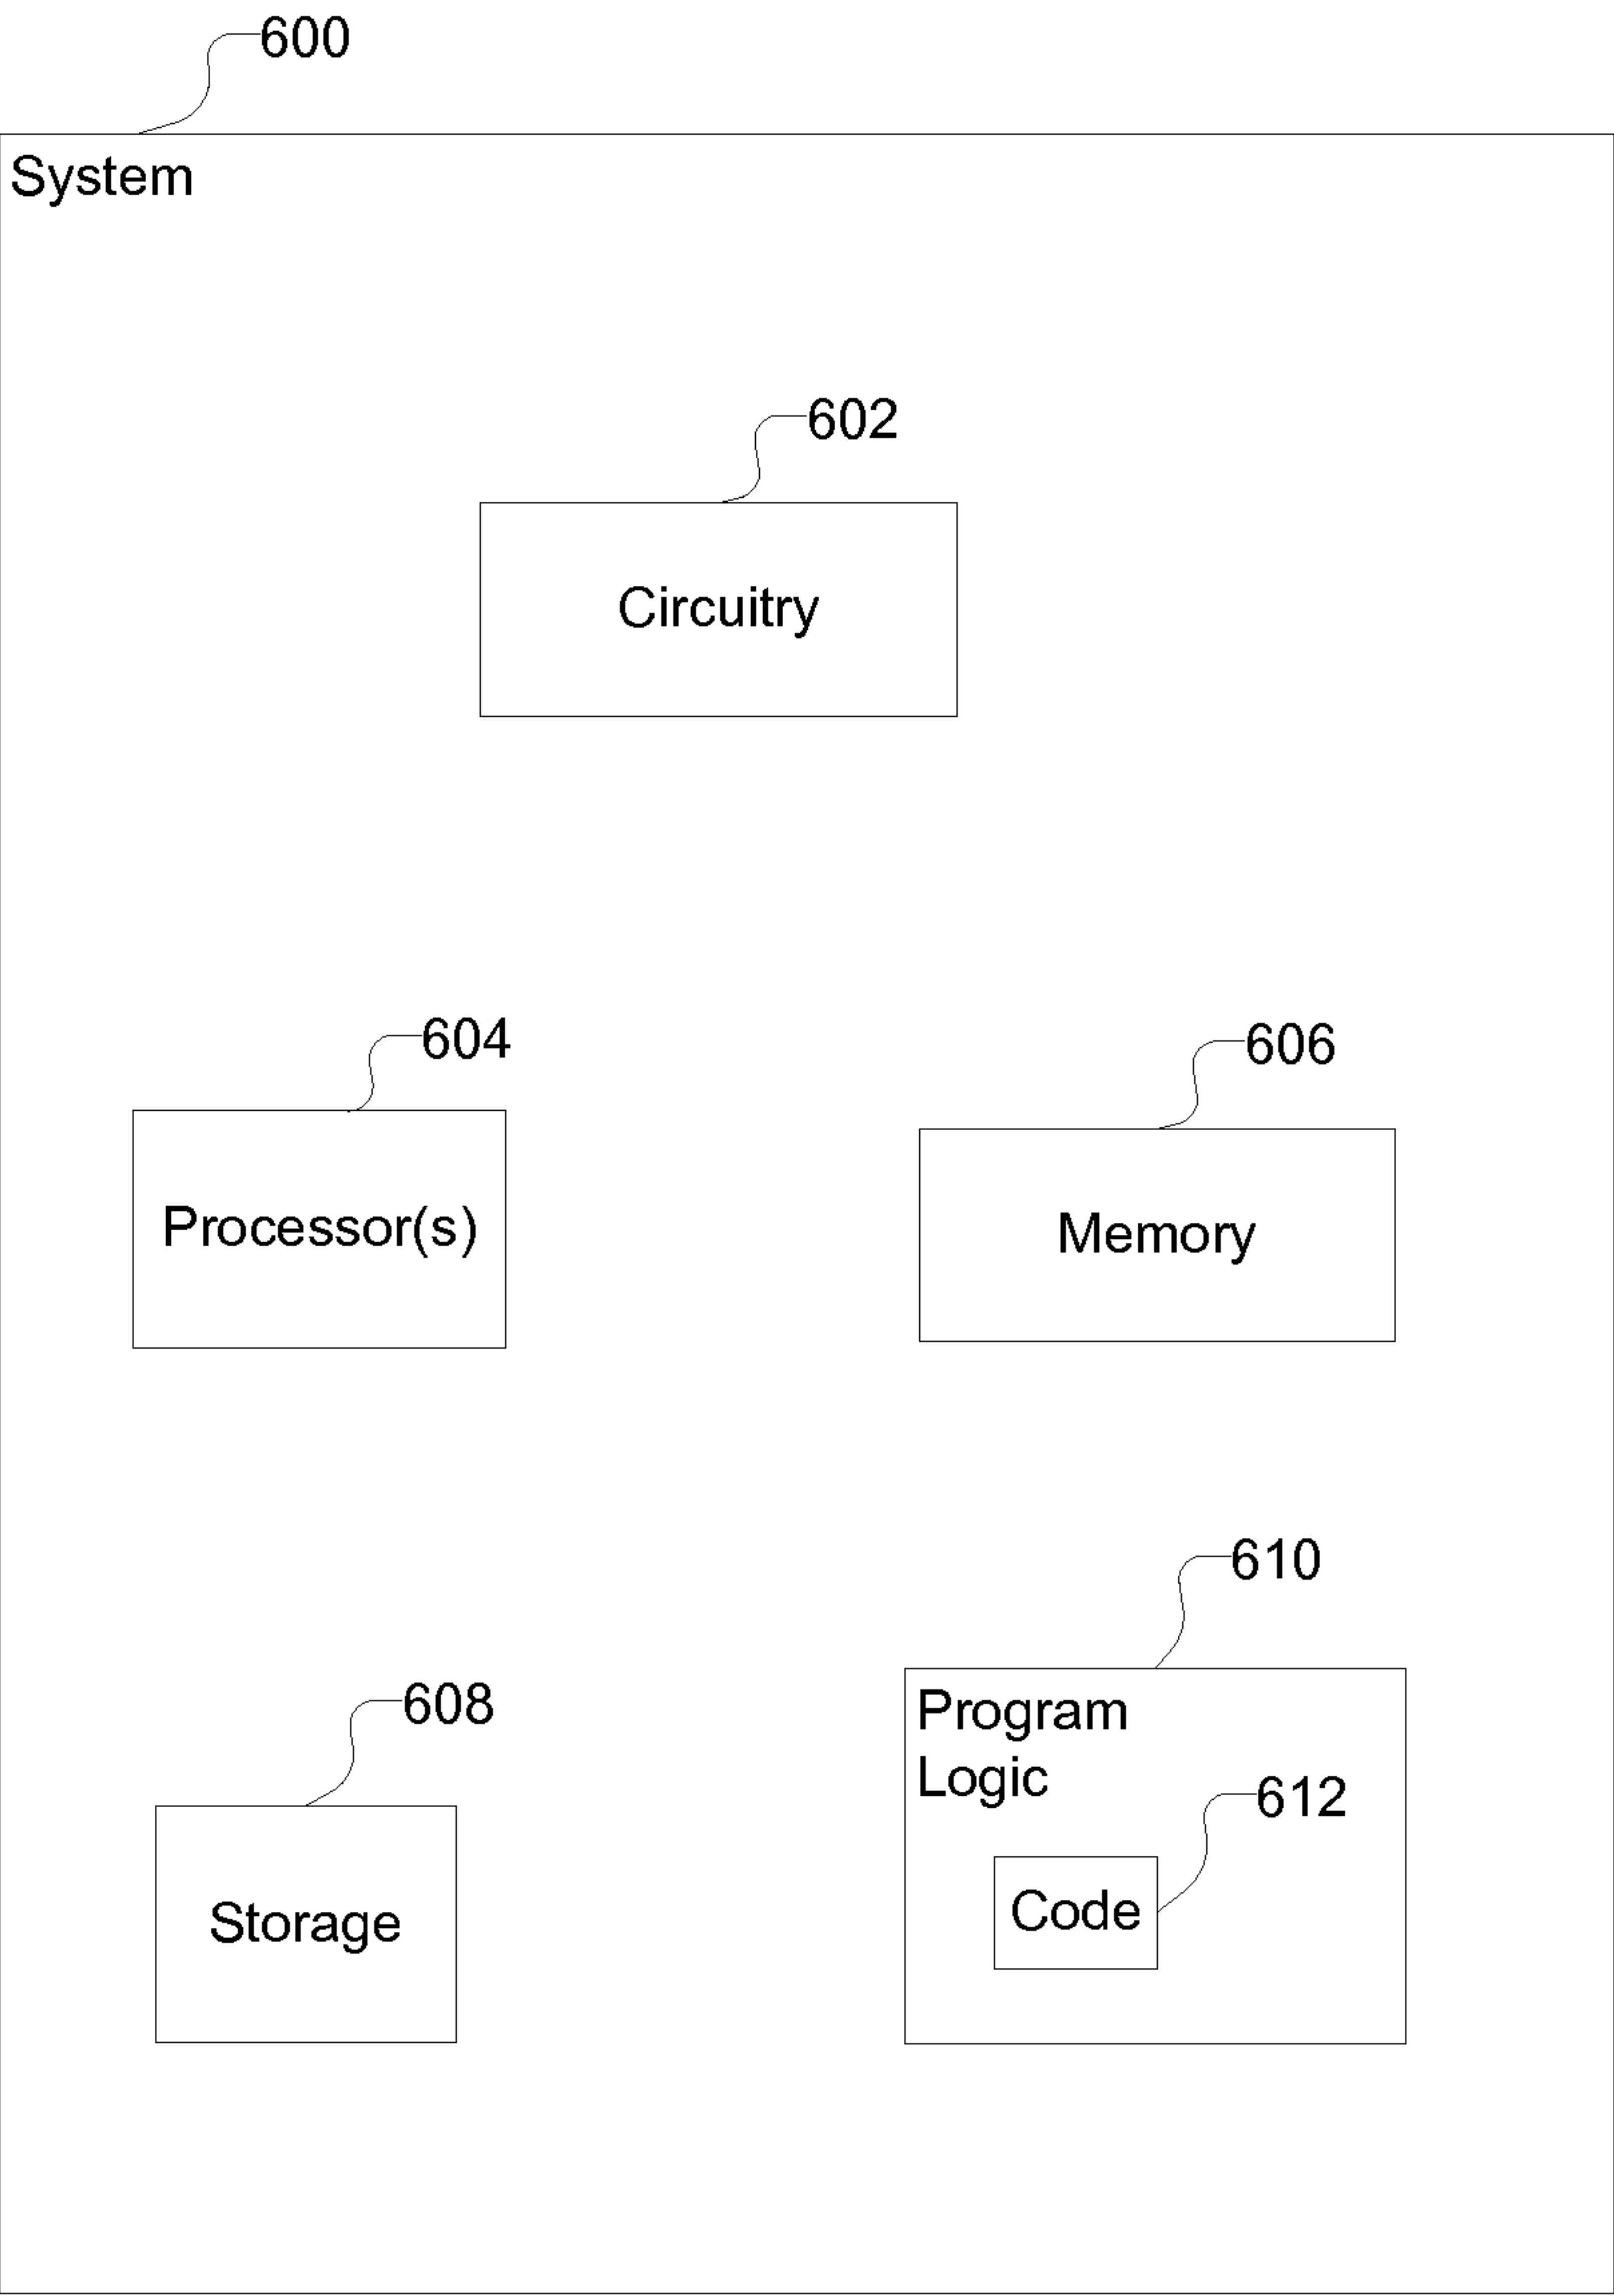 600
System
602
Circuitry
604
606
Processor(s)
Memory
610
608
Program
Logic
612
Code
Storage